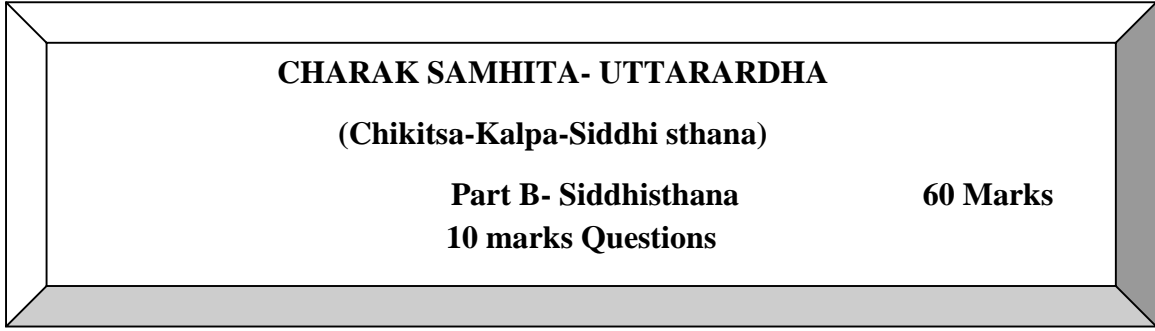 CHARAK SAMHITA- UTTARARDHA
(Chikitsa-Kalpa-Siddhi sthana)
Part B- Siddhisthana 60 Marks
10 marks Questions